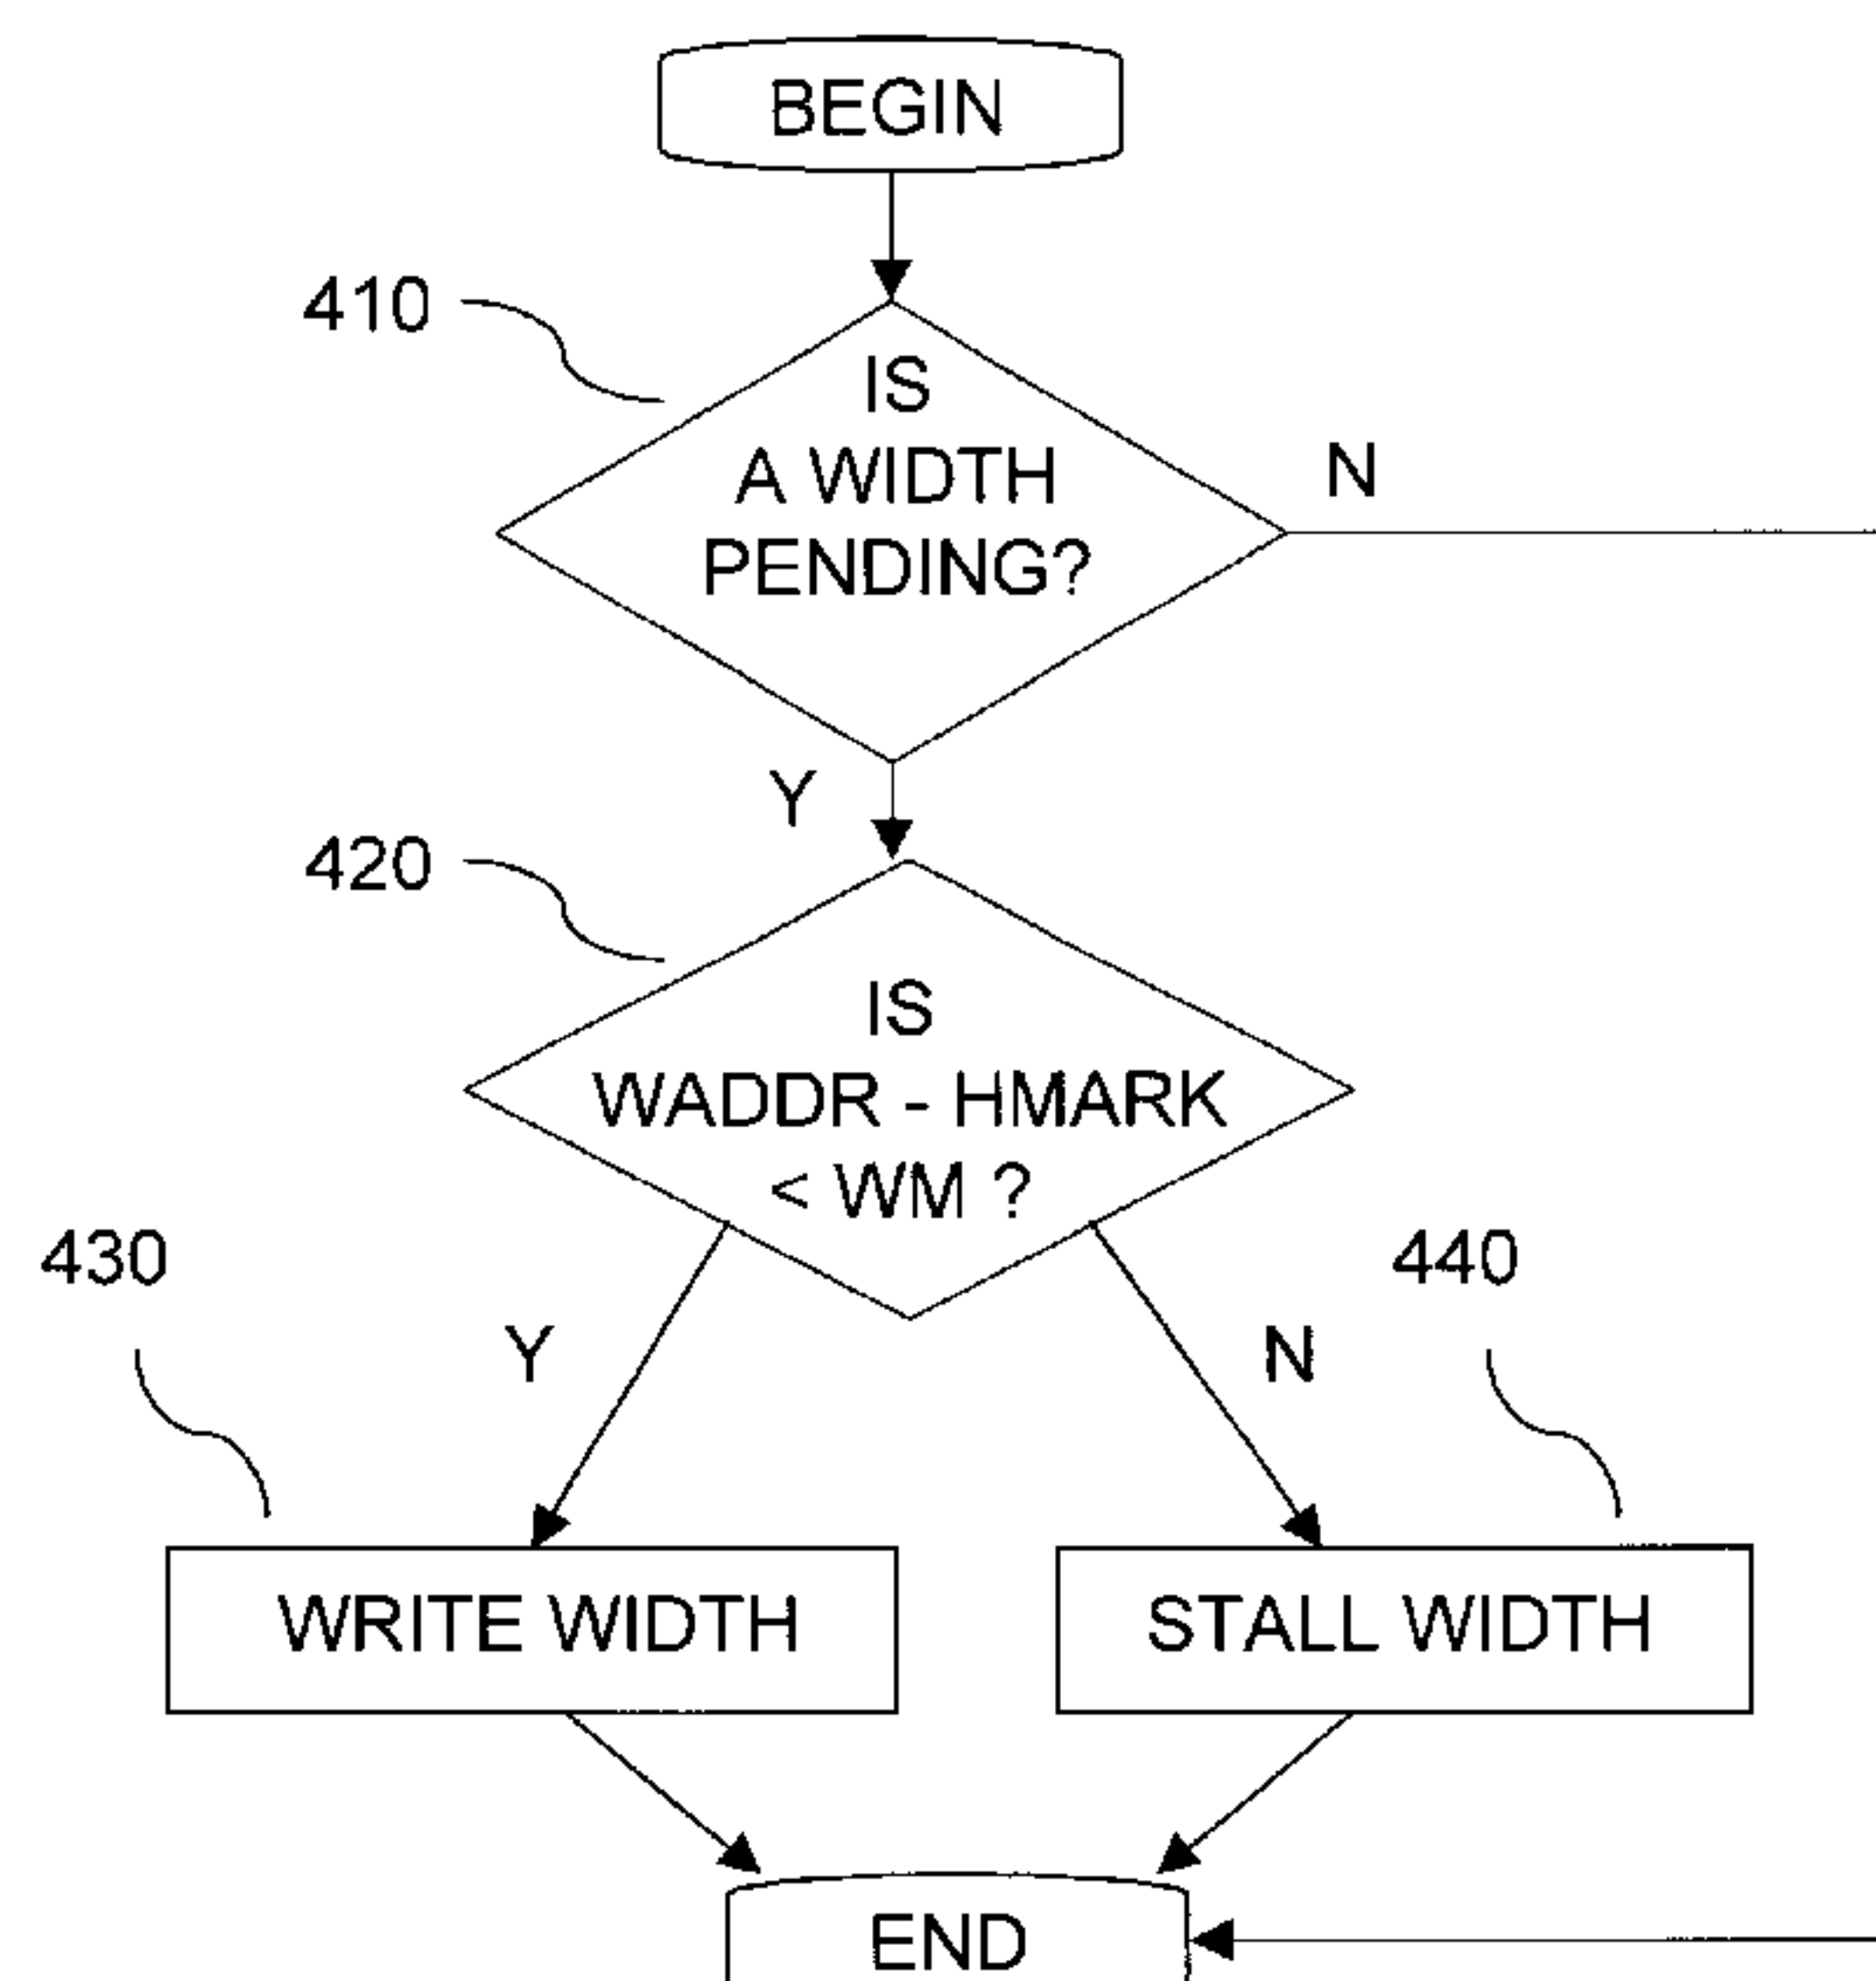 BEGIN
410
IS
A WIDTH
PENDING?
N
Y
420
IS
WADDR - HMARK
< WM ?
430
440
Y
N
WRITE WIDTH
STALL WIDTH
END